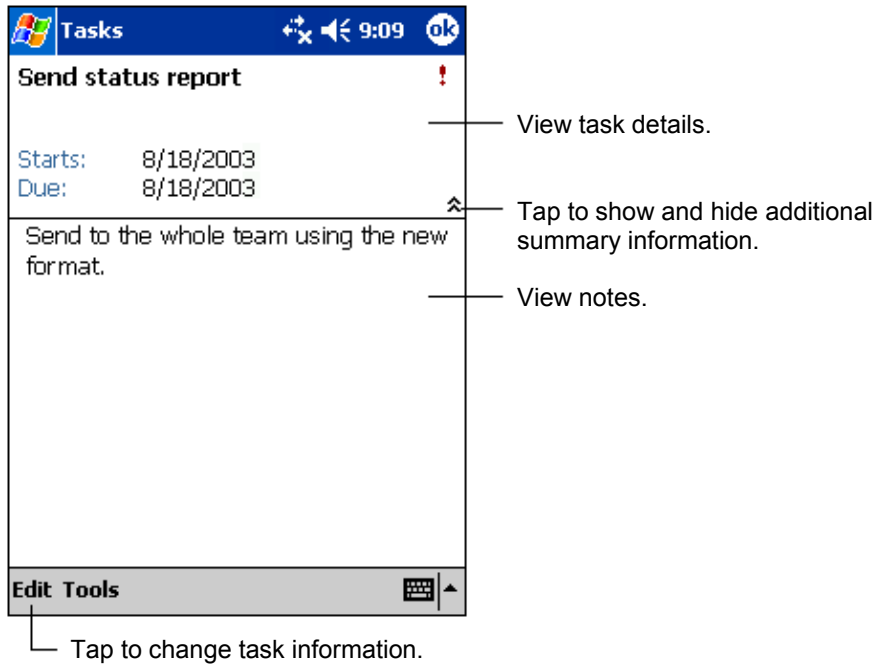 Tasks 9:09 ok
Send status report !
View task details.
Starts: 8/18/2003
Due: 8/18/2003
Tap to show and hide additional
summary information.
Send to the whole team using the new
format.
View notes.
Edit Tools
Tap to change task information.